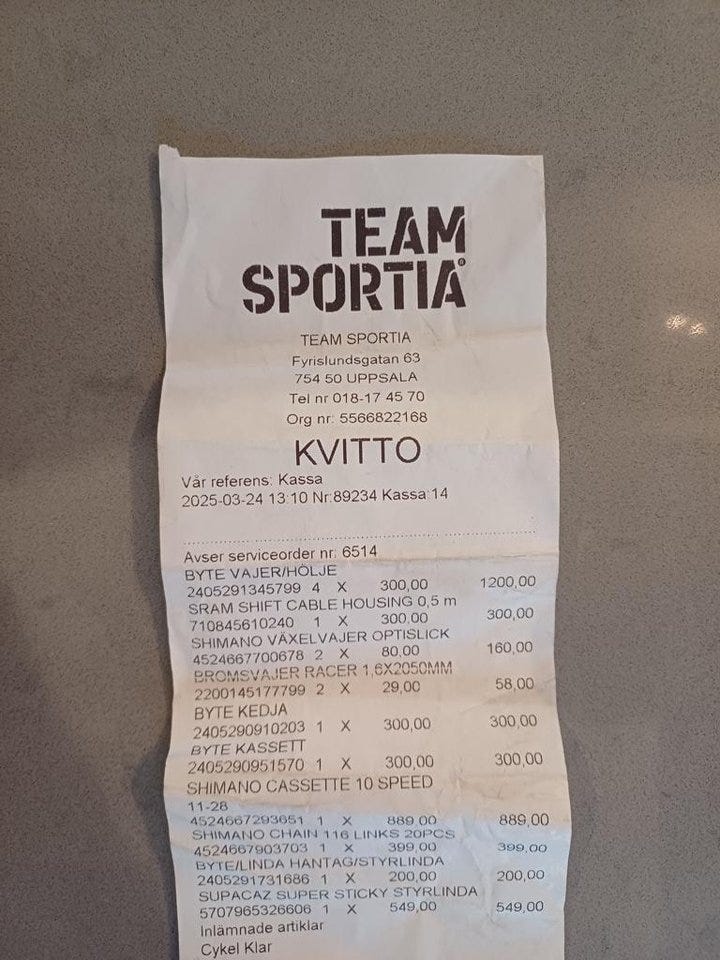 TEAM
SPORTIA®
TEAM SPORTIA
Fyrislundsgatan 63
754 50 UPPSALA
Tel nr 018-17 45 70
Org nr: 5566822168
KVITTO
Vår referens: Kassa
2025-03-24 13:10 Nr:89234 Kassa:14
Avser serviceorder nr: 6514
BYTE VAJER/HÖLJE
2405291345799 4 X 300,00 1200,00
SRAM SHIFT CABLE HOUSING 0,5 m
710845610240 1 X 300,00 300,00
SHIMANO VÄXELVAJER OPTISLICK
4524667700678 2 X 80,00 160,00
BROMSVAJER RACER 1,6X2050MM
2200145177799 2 X 29,00 58,00
BYTE KEDJA
2405290910203 1 X 300,00 300,00
BYTE KASSETT
2405290951570 1 X 300,00 300,00
SHIMANO CASSETTE 10 SPEED
11-28
4524667293651 1 X 889,00 889,00
SHIMANO CHAIN 116 LINKS 20PCS
4524667903703 1 X 399,00 399,00
BYTE/LINDA HANTAG/STYRLINDA
2405291731686 1 X 200,00 200,00
SUPACAZ SUPER STICKY STYRLINDA
5707965326606 1 X 549,00 549,00
Inlämnade artiklar
Cykel Klar